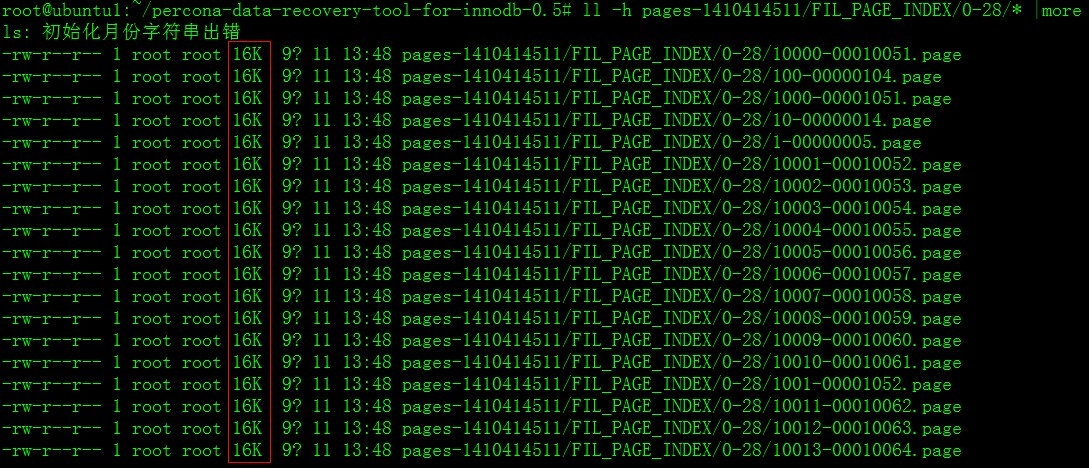 root@ubuntu1:~/percona-data-recovery-tool-for-innodb-0.5# ll -h pages-1410414511/FIL_PAGE_INDEX/0-28/* |more
ls: 初始化月份字符串出错
-rw-r--r-- 1 root root 16K 9? 11 13:48 pages-1410414511/FIL_PAGE_INDEX/0-28/10000-00010051.page
-rw-r--r-- 1 root root 16K 9? 11 13:48 pages-1410414511/FIL_PAGE_INDEX/0-28/100-00000104.page
-rw-r--r-- 1 root root 16K 9? 11 13:48 pages-1410414511/FIL_PAGE_INDEX/0-28/1000-00001051.page
-rw-r--r-- 1 root root 16K 9? 11 13:48 pages-1410414511/FIL_PAGE_INDEX/0-28/10-00000014.page
-rw-r--r-- 1 root root 16K 9? 11 13:48 pages-1410414511/FIL_PAGE_INDEX/0-28/1-00000005.page
-rw-r--r-- 1 root root 16K 9? 11 13:48 pages-1410414511/FIL_PAGE_INDEX/0-28/10001-00010052.page
-rw-r--r-- 1 root root 16K 9? 11 13:48 pages-1410414511/FIL_PAGE_INDEX/0-28/10002-00010053.page
-rw-r--r-- 1 root root 16K 9? 11 13:48 pages-1410414511/FIL_PAGE_INDEX/0-28/10003-00010054.page
-rw-r--r-- 1 root root 16K 9? 11 13:48 pages-1410414511/FIL_PAGE_INDEX/0-28/10004-00010055.page
-rw-r--r-- 1 root root 16K 9? 11 13:48 pages-1410414511/FIL_PAGE_INDEX/0-28/10005-00010056.page
-rw-r--r-- 1 root root 16K 9? 11 13:48 pages-1410414511/FIL_PAGE_INDEX/0-28/10006-00010057.page
-rw-r--r-- 1 root root 16K 9? 11 13:48 pages-1410414511/FIL_PAGE_INDEX/0-28/10007-00010058.page
-rw-r--r-- 1 root root 16K 9? 11 13:48 pages-1410414511/FIL_PAGE_INDEX/0-28/10008-00010059.page
-rw-r--r-- 1 root root 16K 9? 11 13:48 pages-1410414511/FIL_PAGE_INDEX/0-28/10009-00010060.page
-rw-r--r-- 1 root root 16K 9? 11 13:48 pages-1410414511/FIL_PAGE_INDEX/0-28/10010-00010061.page
-rw-r--r-- 1 root root 16K 9? 11 13:48 pages-1410414511/FIL_PAGE_INDEX/0-28/1001-00001052.page
-rw-r--r-- 1 root root 16K 9? 11 13:48 pages-1410414511/FIL_PAGE_INDEX/0-28/10011-00010062.page
-rw-r--r-- 1 root root 16K 9? 11 13:48 pages-1410414511/FIL_PAGE_INDEX/0-28/10012-00010063.page
-rw-r--r-- 1 root root 16K 9? 11 13:48 pages-1410414511/FIL_PAGE_INDEX/0-28/10013-00010064.page